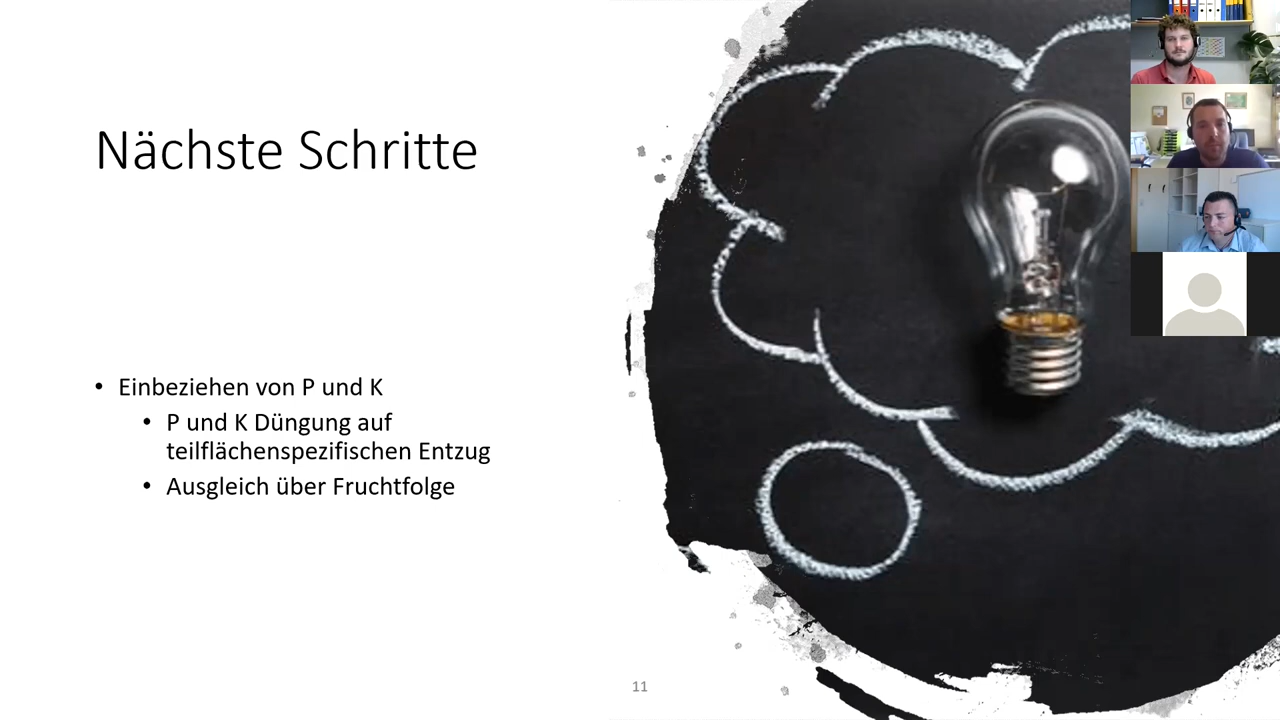 Nächste Schritte
• Einbeziehen von P und K
• P und K Düngung auf
teilflächenspezifischen Entzug
• Ausgleich über Fruchtfolge
11